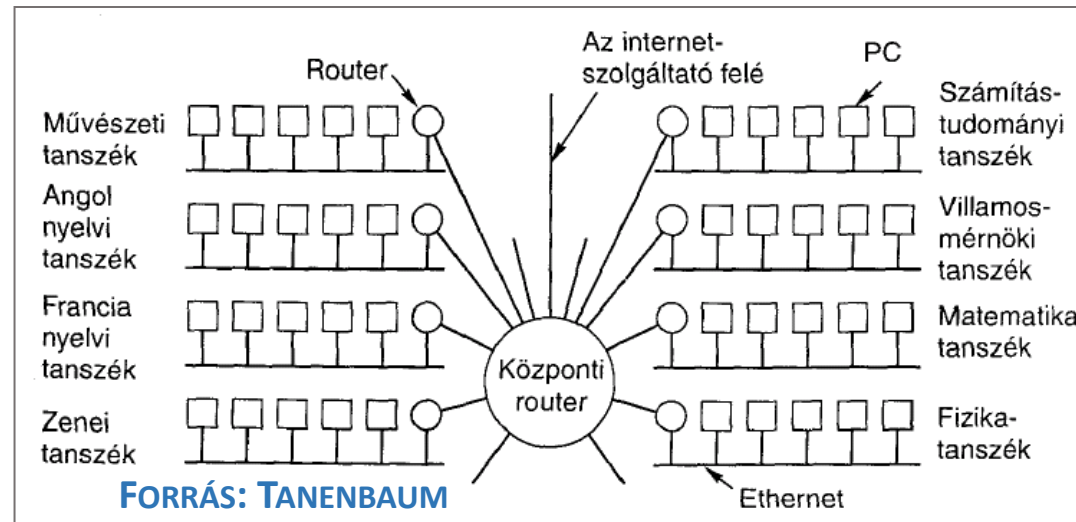 Az internet-
szolgáltató felé
Router
PC
Művészeti
tanszék
Angol
nyelvi
tanszék
Francia
nyelvi
tanszék
Zenei
tanszék
Számítás-
tudományi
tanszék
Villamos-
mérnöki
tanszék
Matematika
tanszék
Fizika-
tanszék
Központi
router
Ethernet
FORRÁS: TANENBAUM